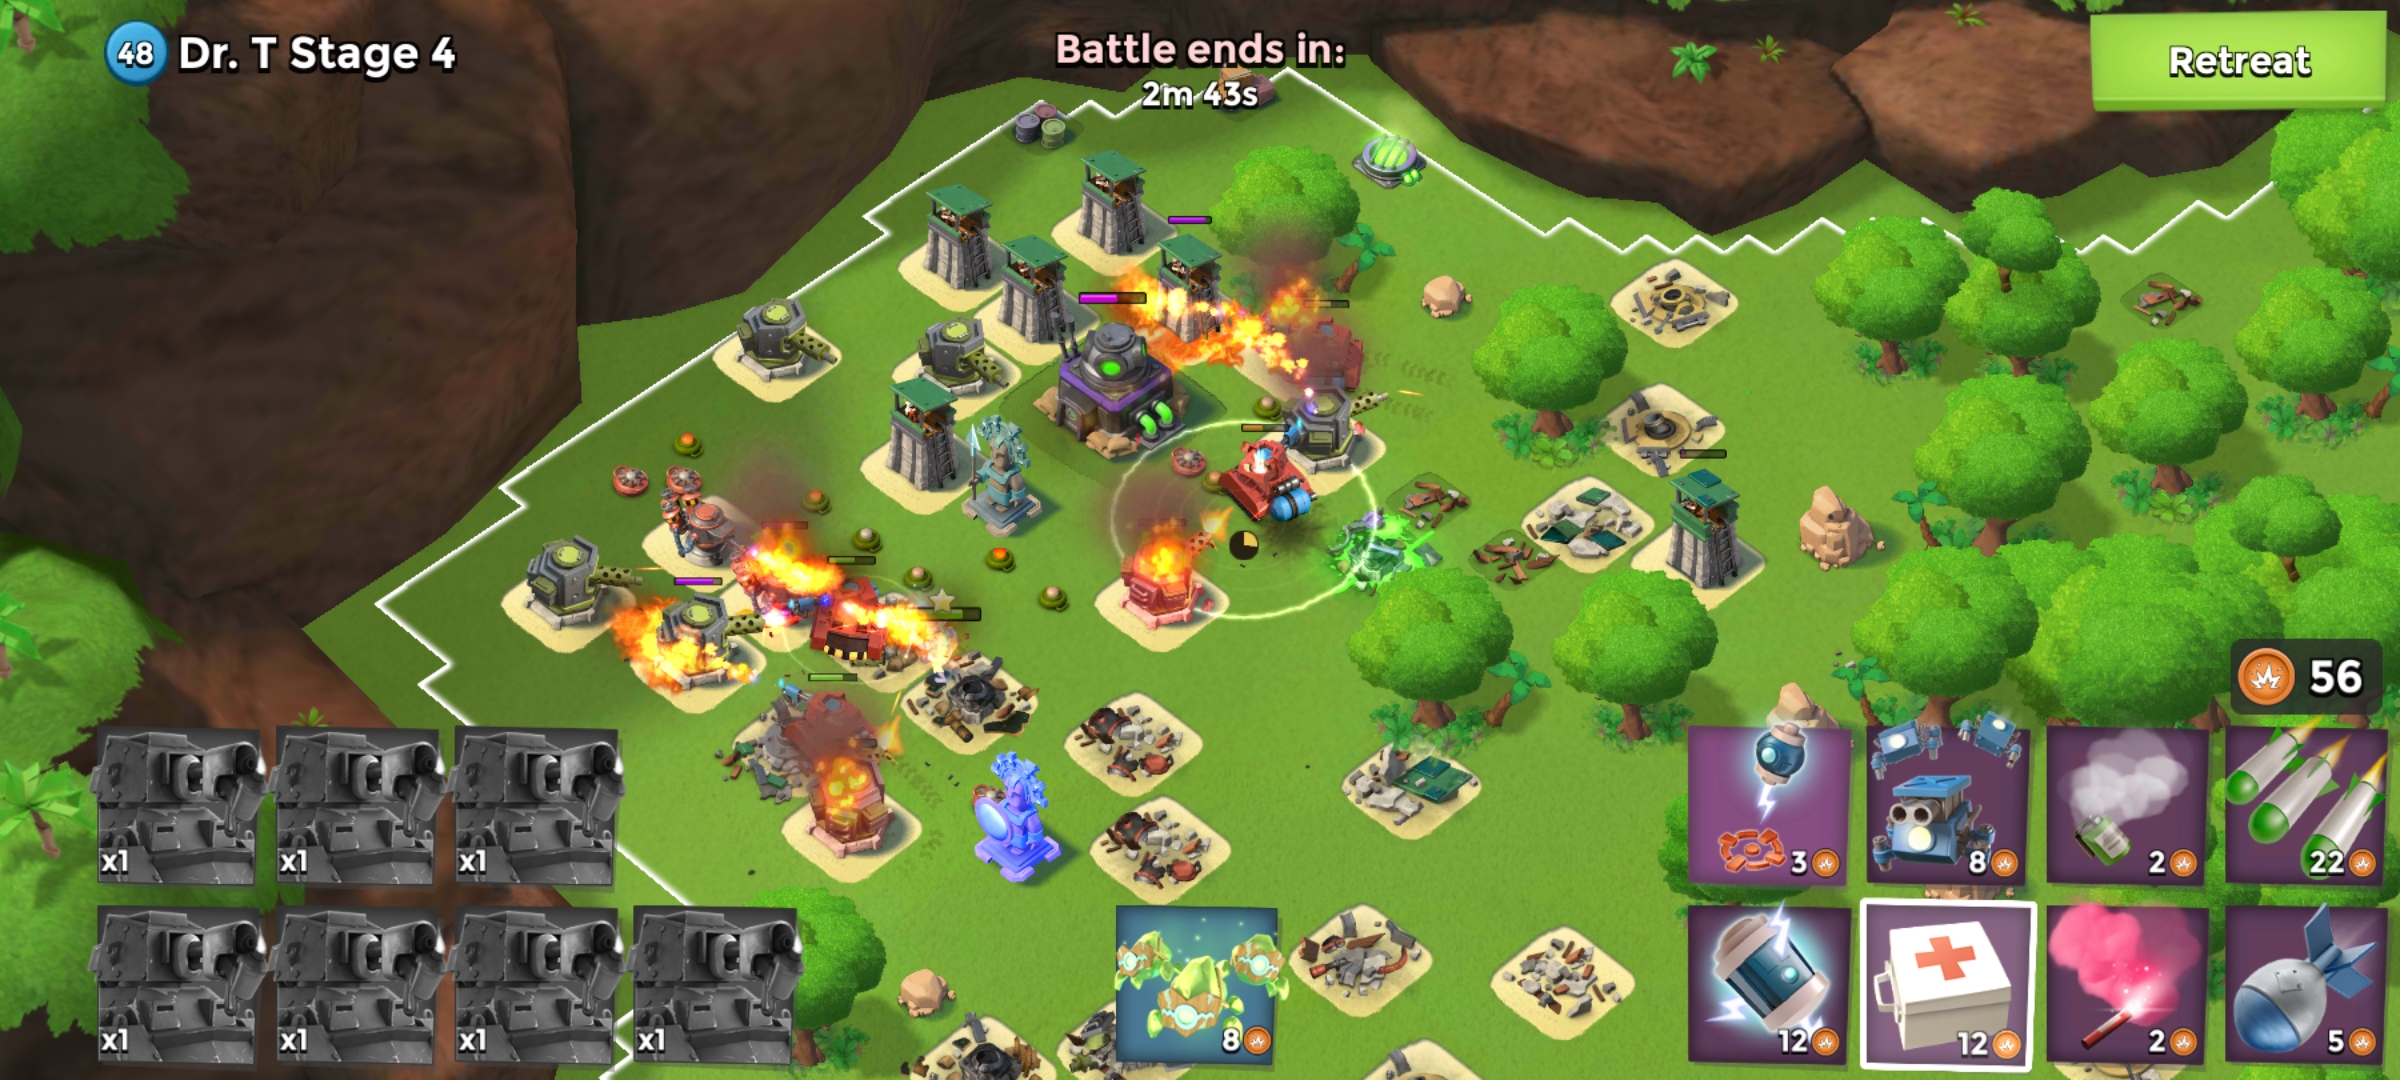 48 Dr. T Stage 4
Battle ends in:
2m 43s
Retreat
56
x1 x1 x1
3 8 2 22
x1 x1 x1 x1
8
12 12 2 5